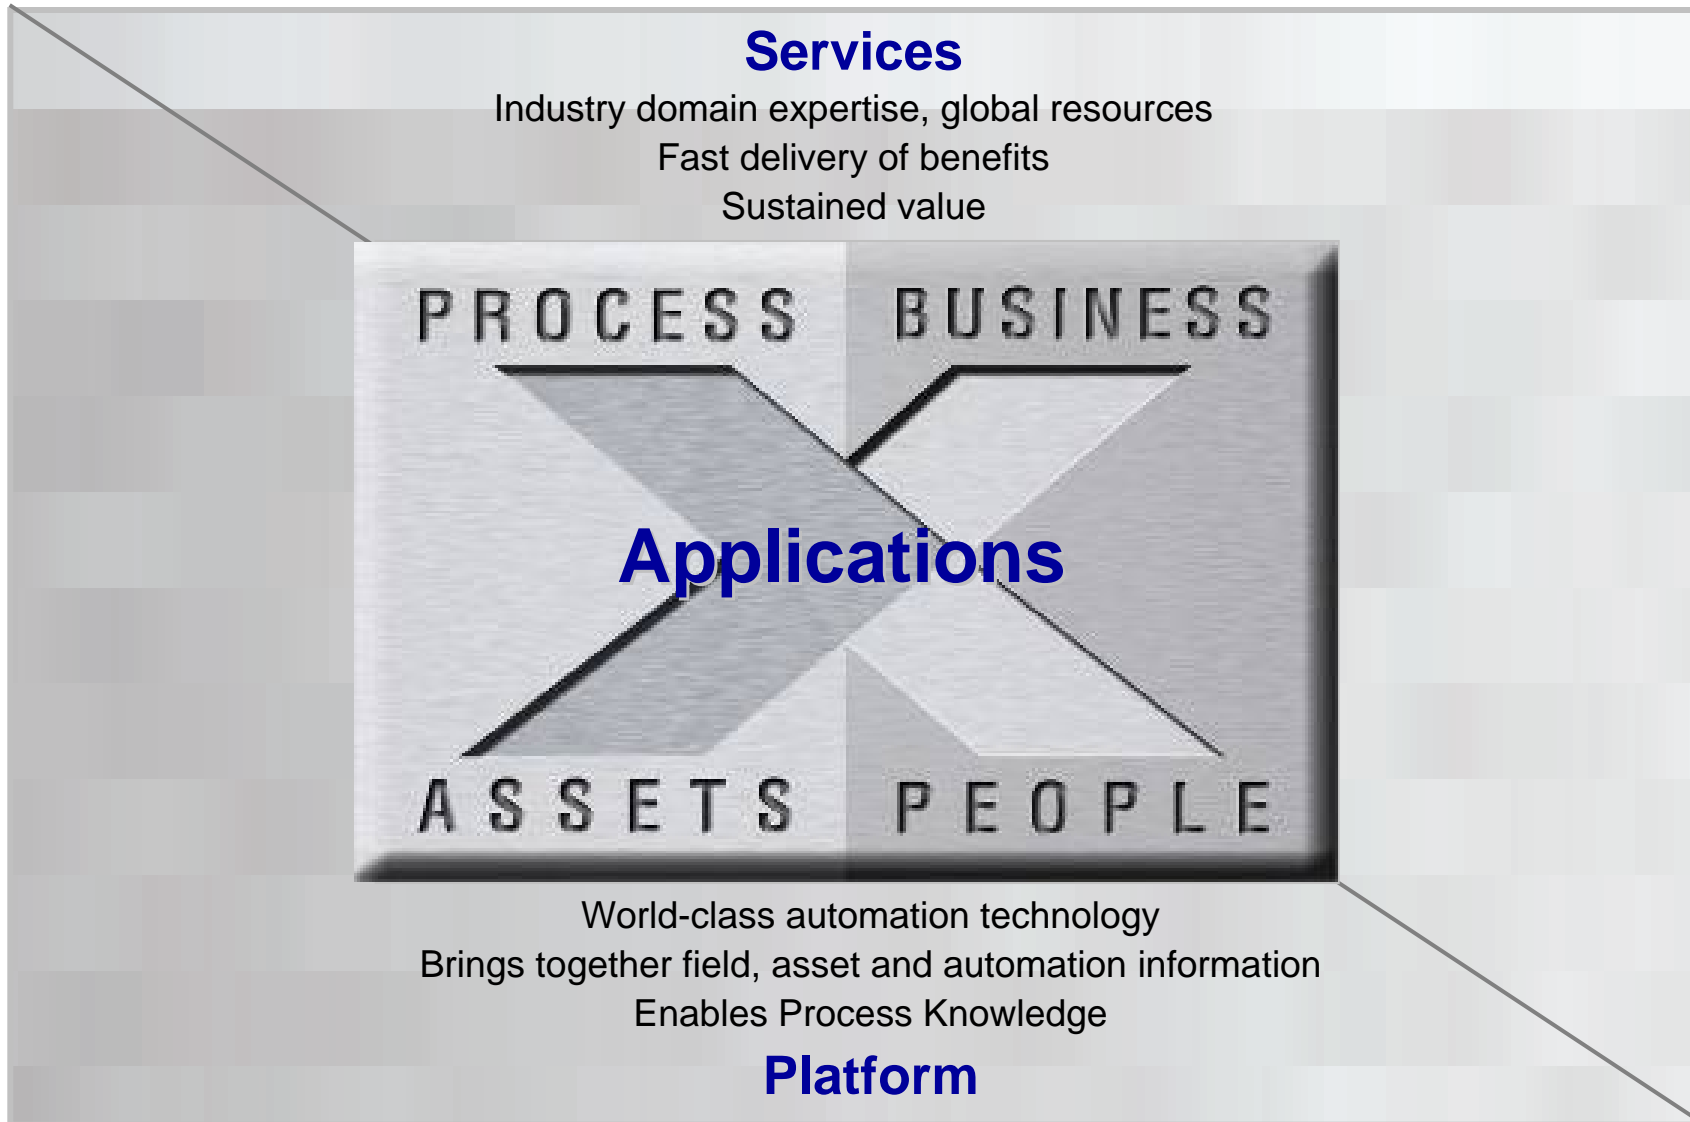 Services
Industry domain expertise, global resources
Fast delivery of benefits
Sustained value
PROCESS BUSINESS
Applications
ASSETS PEOPLE
World-class automation technology
Brings together field, asset and automation information
Enables Process Knowledge
Platform